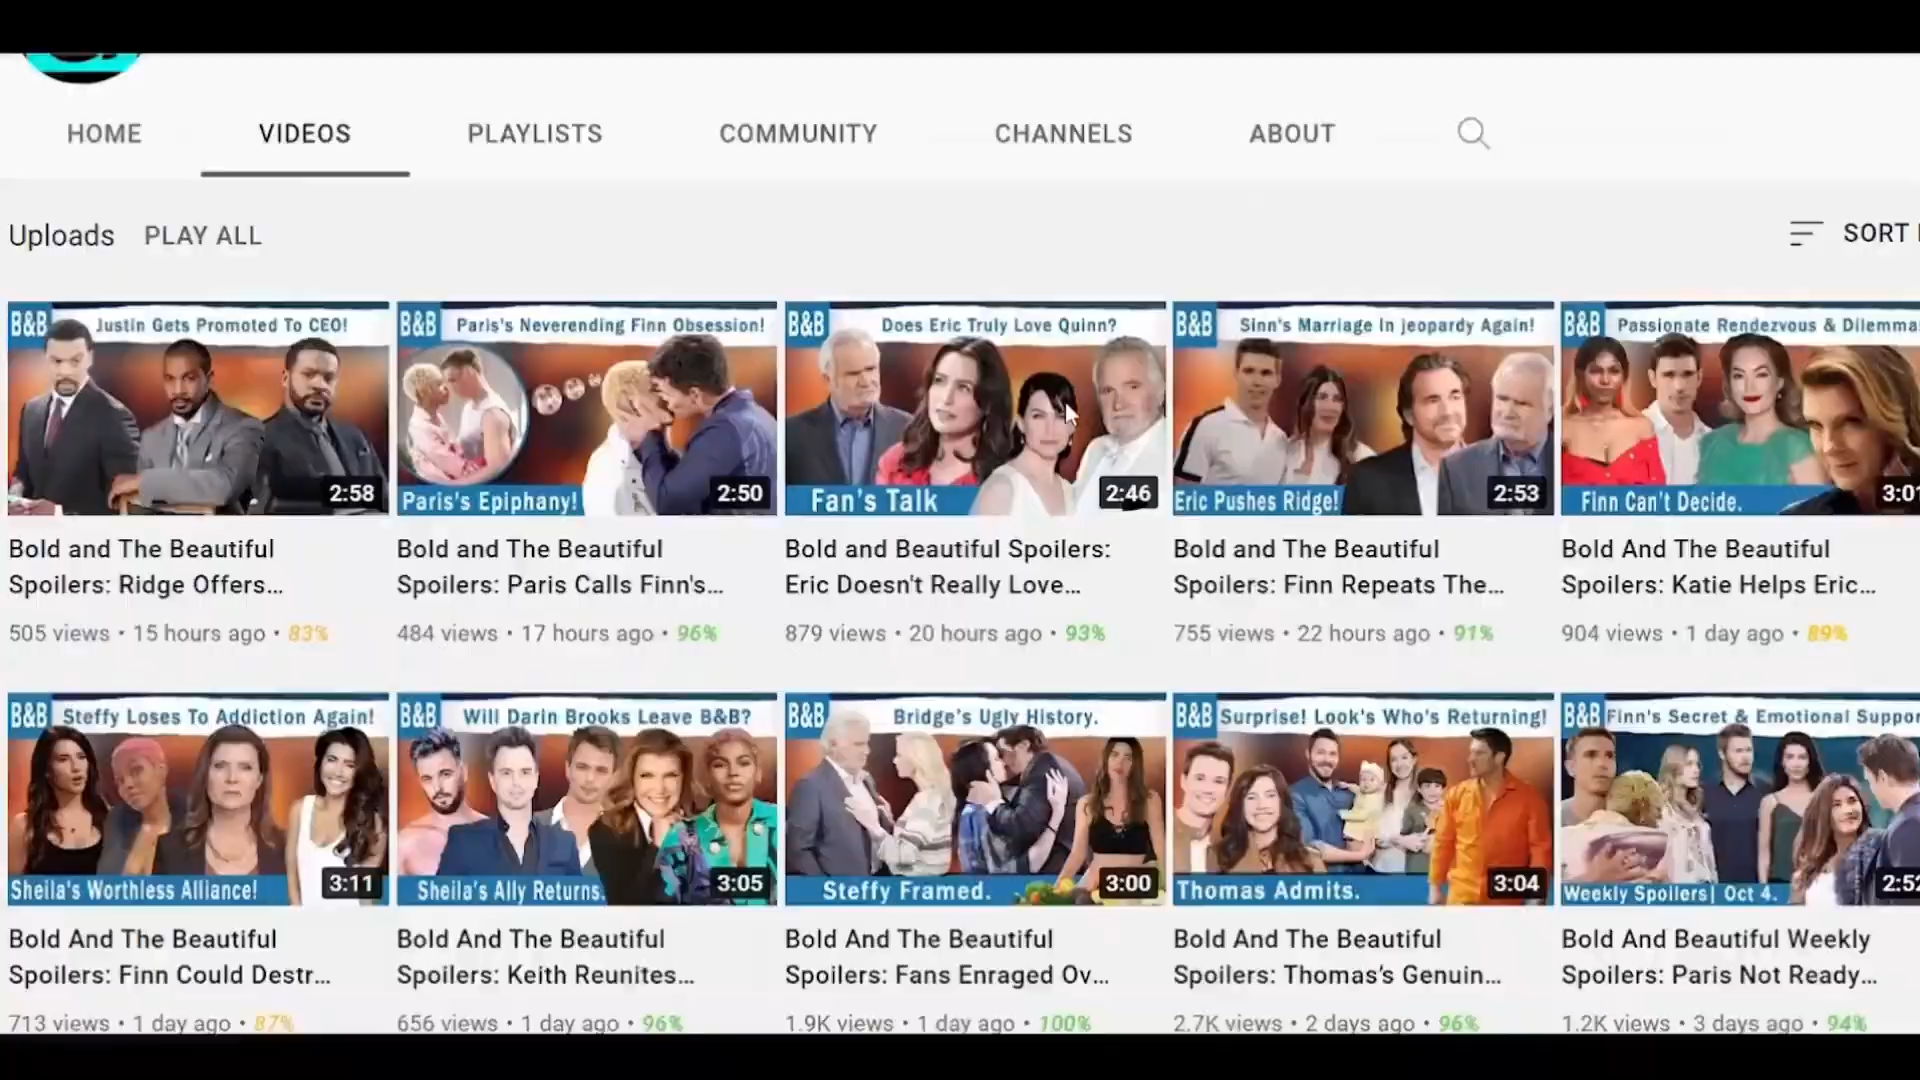 HOME VIDEOS PLAYLISTS COMMUNITY CHANNELS ABOUT
Uploads PLAY ALL SORT
B&B Justin Gets Promoted To CEO!
2:58
B&B Paris's Neverending Finn Obsession!
Paris's Epiphany! 2:50
B&B Does Eric Truly Love Quinn?
Fan's Talk 2:46
B&B Sinn's Marriage In jeopardy Again!
Eric Pushes Ridge! 2:53
B&B Passionate Rendezvous & Dilemma
Finn Can't Decide. 3:01
Bold and The Beautiful
Spoilers: Ridge Offers...
505 views • 15 hours ago • 83%
Bold and The Beautiful
Spoilers: Paris Calls Finn's...
484 views • 17 hours ago • 96%
Bold and Beautiful Spoilers:
Eric Doesn't Really Love...
879 views • 20 hours ago • 93%
Bold and The Beautiful
Spoilers: Finn Repeats The...
755 views • 22 hours ago • 91%
Bold And The Beautiful
Spoilers: Katie Helps Eric...
904 views • 1 day ago • 89%
B&B Steffy Loses To Addiction Again!
Sheila's Worthless Alliance! 3:11
B&B Will Darin Brooks Leave B&B?
Sheila's Ally Returns. 3:05
B&B Bridge's Ugly History.
Steffy Framed. 3:00
B&B Surprise! Look's Who's Returning!
Thomas Admits. 3:04
B&B Finn's Secret & Emotional Suppor
Weekly Spoilers| Oct 4. 2:52
Bold And The Beautiful
Spoilers: Finn Could Destr...
713 views • 1 day ago • 87%
Bold And The Beautiful
Spoilers: Keith Reunites...
656 views • 1 day ago • 96%
Bold And The Beautiful
Spoilers: Fans Enraged Ov...
1.9K views • 1 day ago • 100%
Bold And The Beautiful
Spoilers: Thomas's Genuin...
2.7K views • 2 days ago • 96%
Bold And Beautiful Weekly
Spoilers: Paris Not Ready...
1.2K views • 3 days ago • 94%